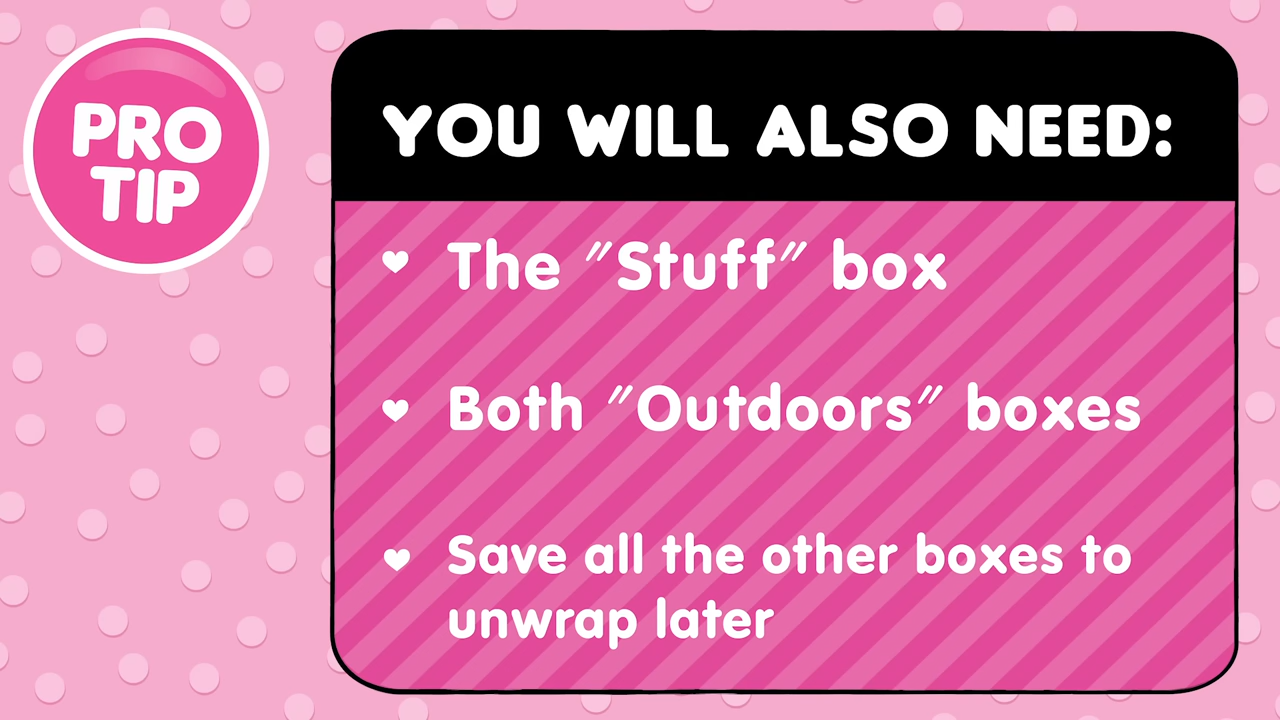 PRO
TIP
YOU WILL ALSO NEED:
The "Stuff" box
Both "Outdoors" boxes
Save all the other boxes to
unwrap later